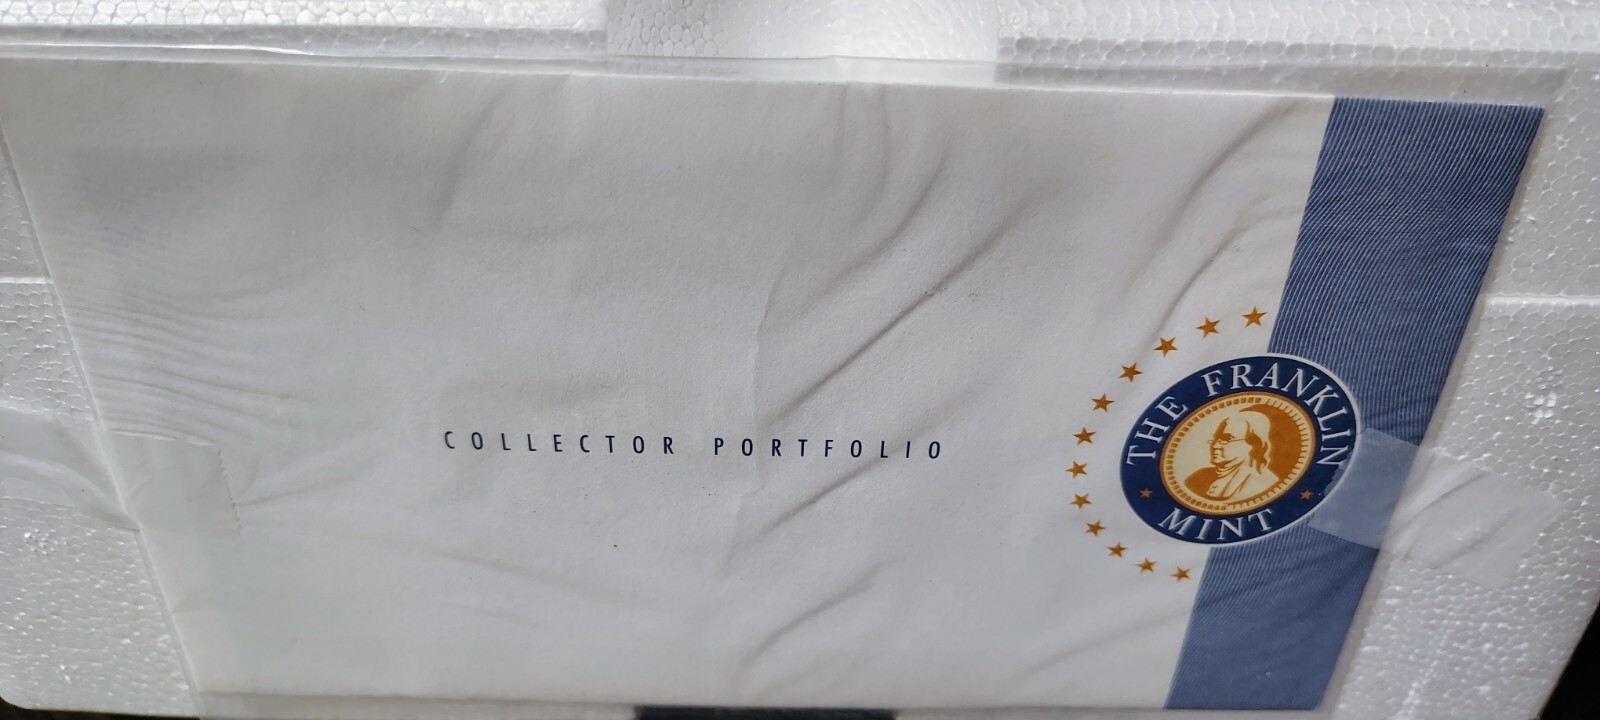 COLLECTOR PORTFOLIO
THE FRANKLIN
MINT